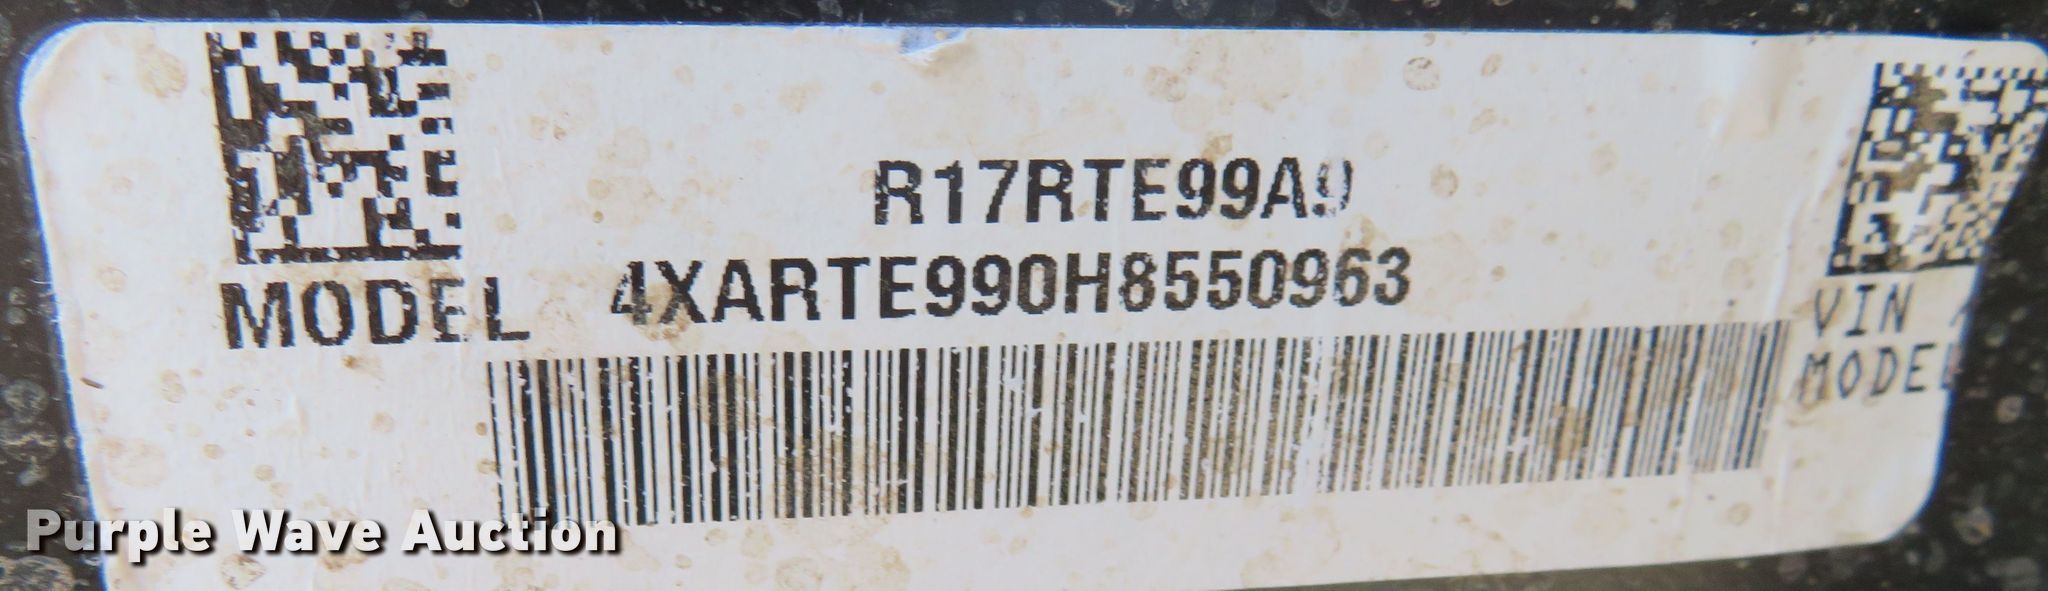 R17RTE99A9
4XARTE990H8550963
MODEL
VIN
MODEL
Purple Wave Auction